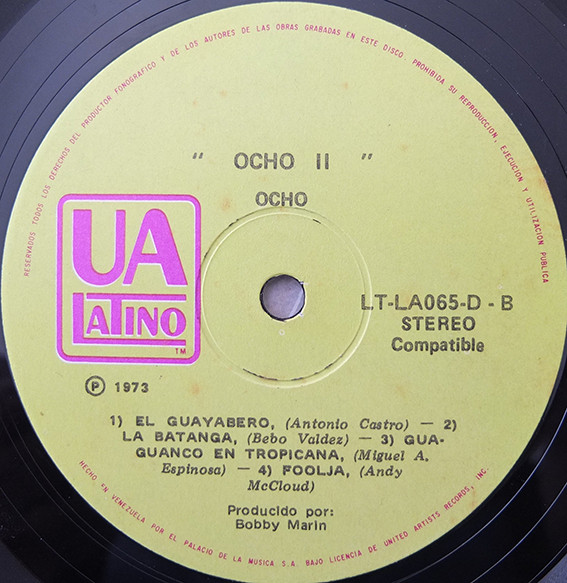 RESERVADOS TODOS LOS DERECHOS DEL PRODUCTOR FONOGRAFICO Y DE LOS AUTORES DE LAS OBRAS GRABADAS EN ESTE DISCO. PROHIBIDA SU REPRODUCCION, EJECUCION Y UTILIZACION PUBLICA
" OCHO II "
OCHO
UA
LATINO
TM
LT-LA065-D - B
STEREO
Compatible
Ⓟ 1973
1) EL GUAYABERO, (Antonio Castro) — 2)
LA BATANGA, (Bebo Valdez) — 3) GUA-
GUANCO EN TROPICANA, (Miguel A.
Espinosa) — 4) FOOLJA, (Andy
McCloud)
Producido por:
Bobby Marin
HECHO EN VENEZUELA POR EL PALACIO DE LA MUSICA S.A. BAJO LICENCIA DE UNITED ARTISTS RECORDS, INC.